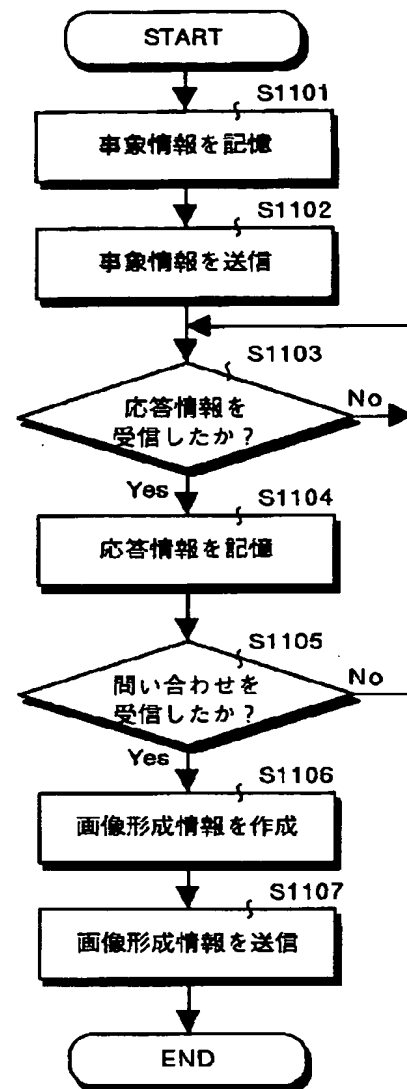 START
S1101
事象情報を記憶
S1102
事象情報を送信
S1103
応答情報を
受信したか？
No
Yes
S1104
応答情報を記憶
S1105
問い合わせを
受信したか？
No
Yes
S1106
画像形成情報を作成
S1107
画像形成情報を送信
END